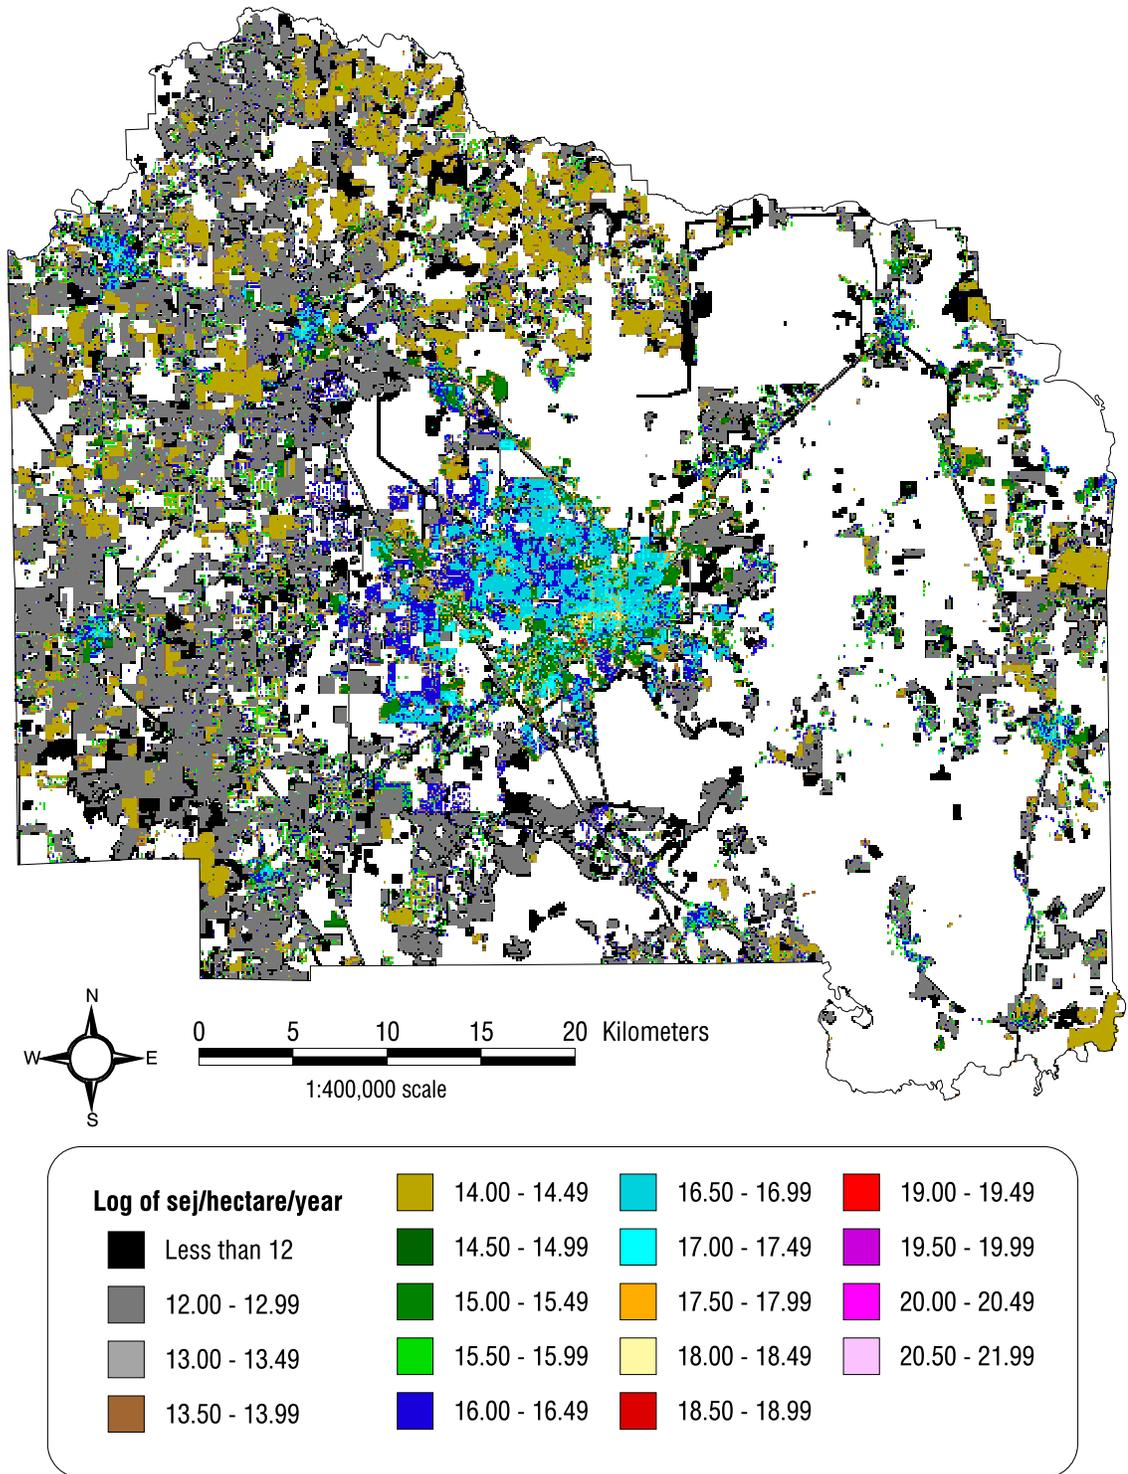 N
W E
S
0 5 10 15 20 Kilometers
1:400,000 scale
Log of sej/hectare/year
Less than 12
12.00 - 12.99
13.00 - 13.49
13.50 - 13.99
14.00 - 14.49
14.50 - 14.99
15.00 - 15.49
15.50 - 15.99
16.00 - 16.49
16.50 - 16.99
17.00 - 17.49
17.50 - 17.99
18.00 - 18.49
18.50 - 18.99
19.00 - 19.49
19.50 - 19.99
20.00 - 20.49
20.50 - 21.99